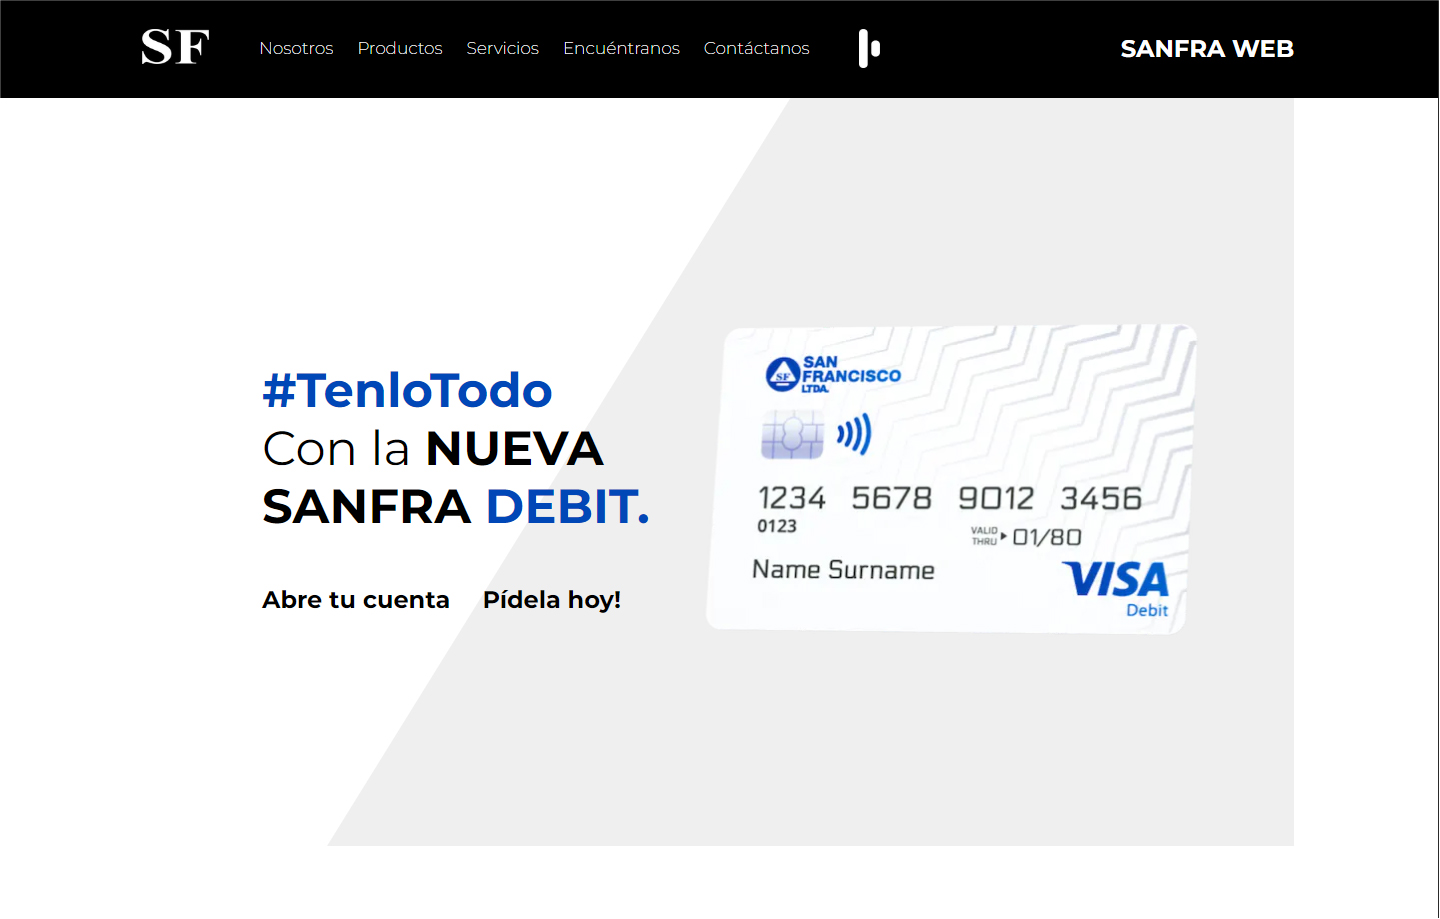 SF
Nosotros Productos Servicios Encuéntranos Contáctanos
SANFRA WEB
#TenloTodo
Con la NUEVA
SANFRA DEBIT.
Abre tu cuenta Pídela hoy!
SF
SAN
FRANCISCO
LTDA.
1234 5678 9012 3456
0123
VALID
THRU 01/80
Name Surname
VISA
Debit